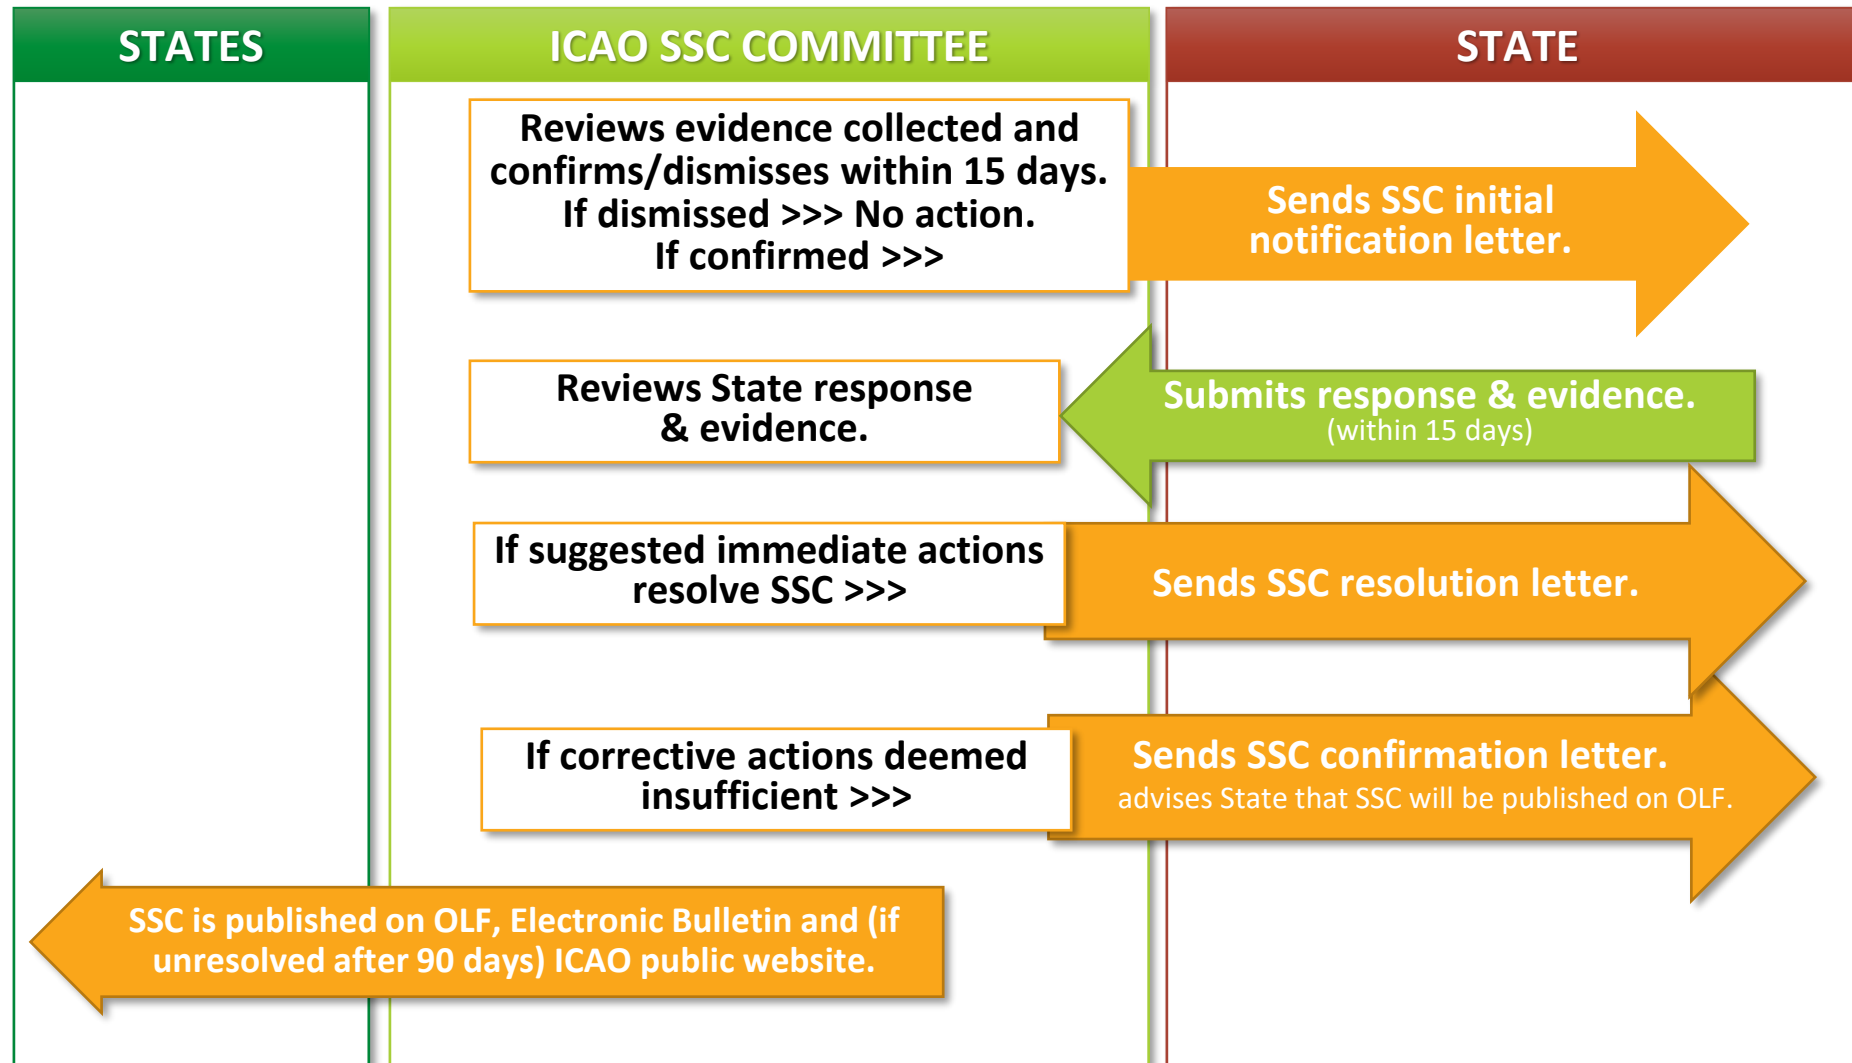 STATES
ICAO SSC COMMITTEE
STATE
Reviews evidence collected and
confirms/dismisses within 15 days.
If dismissed >>> No action.
If confirmed >>>
Sends SSC initial
notification letter.
Reviews State response
& evidence.
Submits response & evidence.
(within 15 days)
If suggested immediate actions
resolve SSC >>>
Sends SSC resolution letter.
If corrective actions deemed
insufficient >>>
Sends SSC confirmation letter.
advises State that SSC will be published on OLF.
SSC is published on OLF, Electronic Bulletin and (if
unresolved after 90 days) ICAO public website.